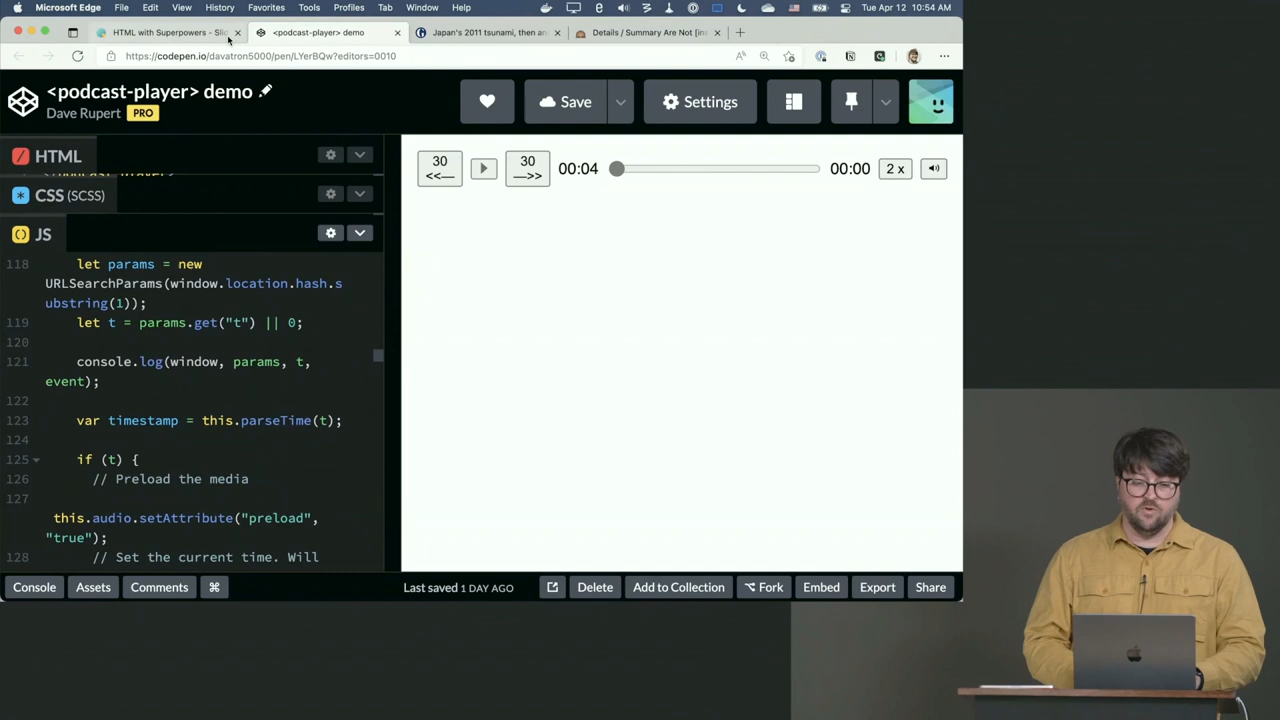 Microsoft Edge File Edit View History Favorites Tools Profiles Tab Window Help Tue Apr 12 10:54 AM
HTML with Superpowers - Slid <podcast-player> demo Japan's 2011 tsunami, then an Details / Summary Are Not [ins
https://codepen.io/davatron5000/pen/LYerBQw?editors=0010
<podcast-player> demo
Dave Rupert PRO
Save Settings
HTML
CSS (SCSS)
JS
30 <<— 30 —>> 00:04 00:00 2 x
118 let params = new
URLSearchParams(window.location.hash.s
ubstring(1));
119 let t = params.get("t") || 0;
120
121 console.log(window, params, t,
event);
122
123 var timestamp = this.parseTime(t);
124
125 if (t) {
126 // Preload the media
127
this.audio.setAttribute("preload",
"true");
128 // Set the current time. Will
Console Assets Comments ⌘ Last saved 1 DAY AGO Delete Add to Collection Fork Embed Export Share